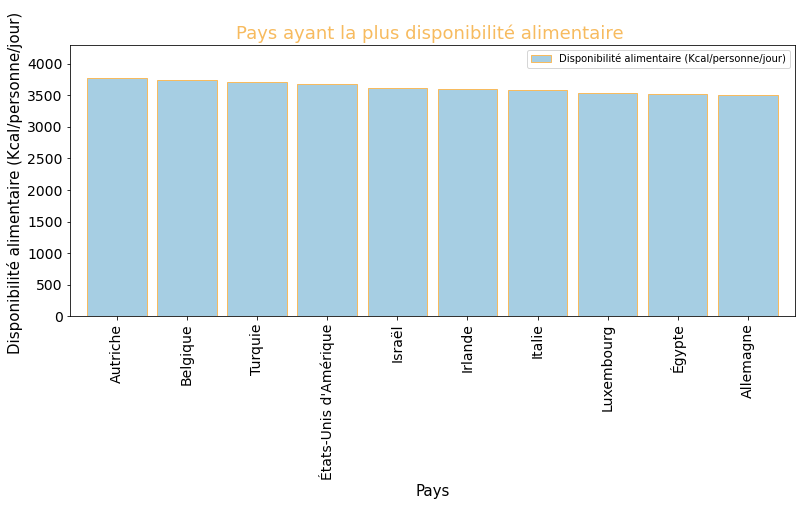 Pays ayant la plus disponibilité alimentaire
Disponibilité alimentaire (Kcal/personne/jour)
Disponibilité alimentaire (Kcal/personne/jour)
4000
3500
3000
2500
2000
1500
1000
500
0
Autriche
Belgique
Turquie
États-Unis d'Amérique
Israël
Irlande
Italie
Luxembourg
Égypte
Allemagne
Pays